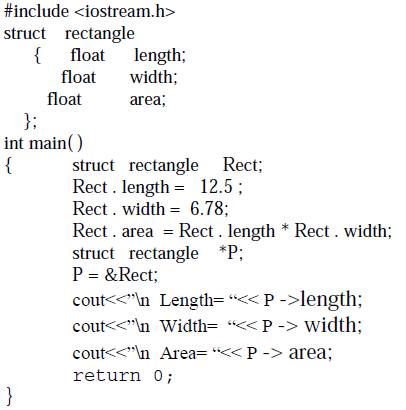 #include <iostream.h>
struct rectangle
{ float length;
float width;
float area;
};
int main()
{ struct rectangle Rect;
Rect . length = 12.5 ;
Rect . width = 6.78;
Rect . area = Rect . length * Rect . width;
struct rectangle *P;
P = &Rect;
cout<<”\n Length= “<< P ->length;
cout<<”\n Width= “<< P -> width;
cout<<”\n Area= “<< P -> area;
return 0;
}